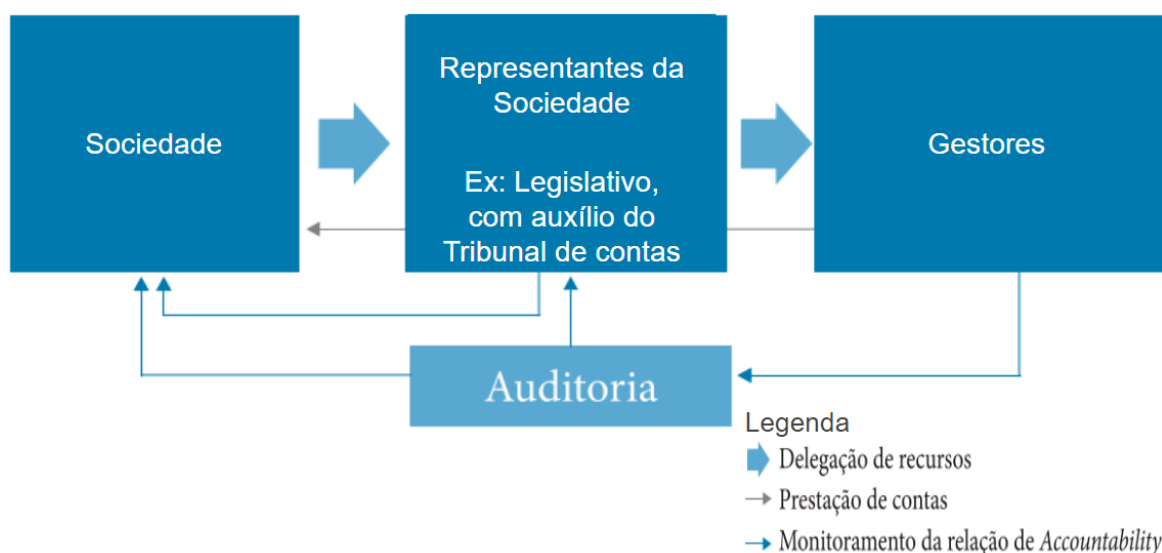 Sociedade
Representantes da
Sociedade
Ex: Legislativo,
com auxílio do
Tribunal de contas
Gestores
Auditoria
Legenda
Delegação de recursos
Prestação de contas
Monitoramento da relação de Accountability